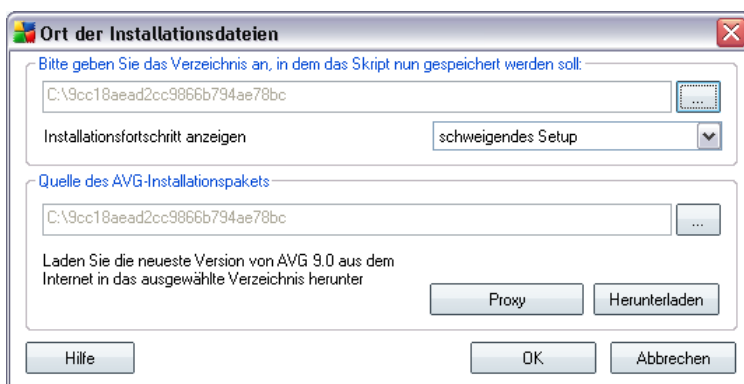 Ort der Installationsdateien
Bitte geben Sie das Verzeichnis an, in dem das Skript nun gespeichert werden soll:
C:\9cc18aead2cc9866b794ae78bc
...
Installationsfortschritt anzeigen
schweigendes Setup
Quelle des AVG-Installationspakets
C:\9cc18aead2cc9866b794ae78bc
...
Laden Sie die neueste Version von AVG 9.0 aus dem
Internet in das ausgewählte Verzeichnis herunter
Proxy
Herunterladen
Hilfe
OK
Abbrechen